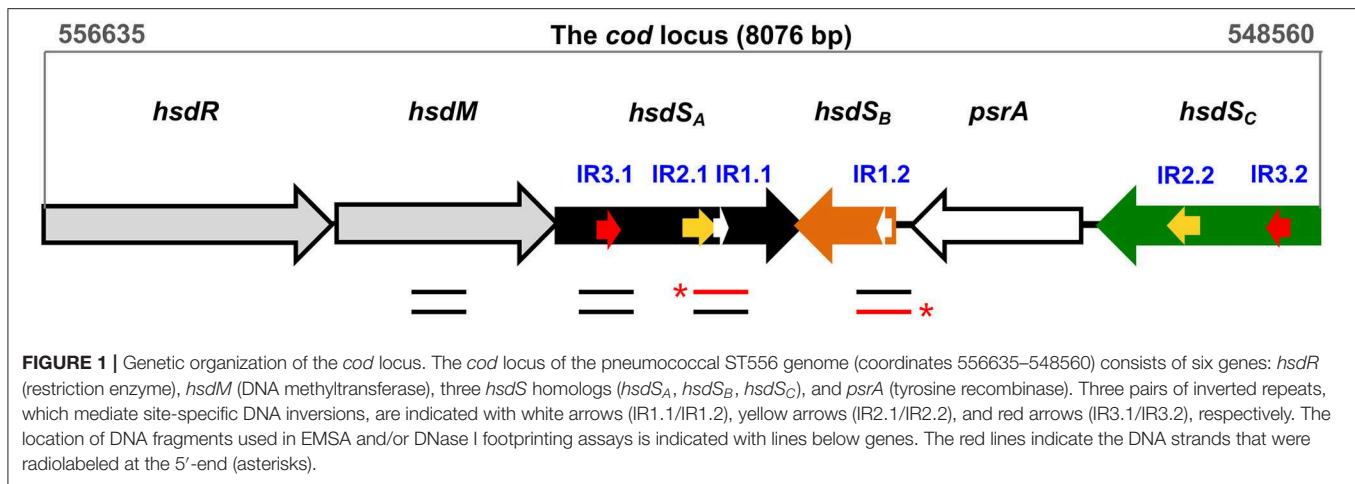 556635 The cod locus (8076 bp) 548560
hsdR hsdM hsdSA hsdSB psrA hsdSC
IR3.1 IR2.1 IR1.1 IR1.2 IR2.2 IR3.2
* *
FIGURE 1 | Genetic organization of the cod locus. The cod locus of the pneumococcal ST556 genome (coordinates 556635–548560) consists of six genes: hsdR
(restriction enzyme), hsdM (DNA methyltransferase), three hsdS homologs (hsdSA, hsdSB, hsdSC), and psrA (tyrosine recombinase). Three pairs of inverted repeats,
which mediate site-specific DNA inversions, are indicated with white arrows (IR1.1/IR1.2), yellow arrows (IR2.1/IR2.2), and red arrows (IR3.1/IR3.2), respectively. The
location of DNA fragments used in EMSA and/or DNase I footprinting assays is indicated with lines below genes. The red lines indicate the DNA strands that were
radiolabeled at the 5′-end (asterisks).